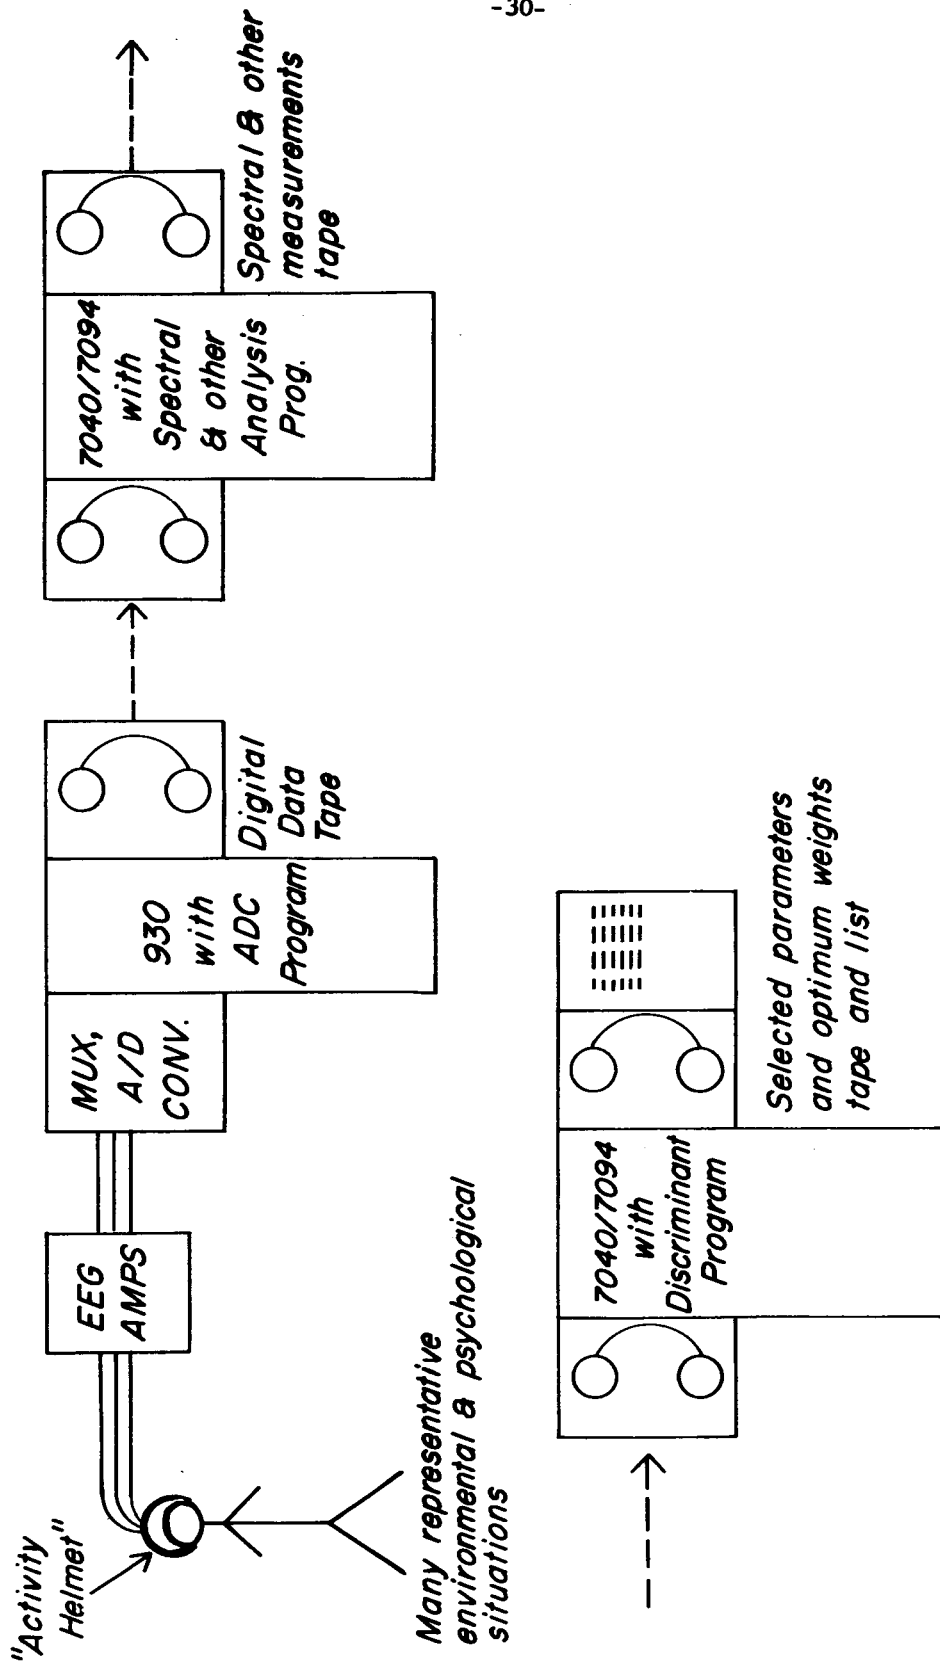 -30-
"Activity
Helmet"
Many representative
environmental & psychological
situations
EEG
AMPS
MUX,
A/D
CONV.
930
with
ADC
Program
Digital
Data
Tape
7040/7094
with
Spectral
& other
Analysis
Prog.
Spectral & other
measurements
tape
7040/7094
with
Discriminant
Program
Selected parameters
and optimum weights
tape and list